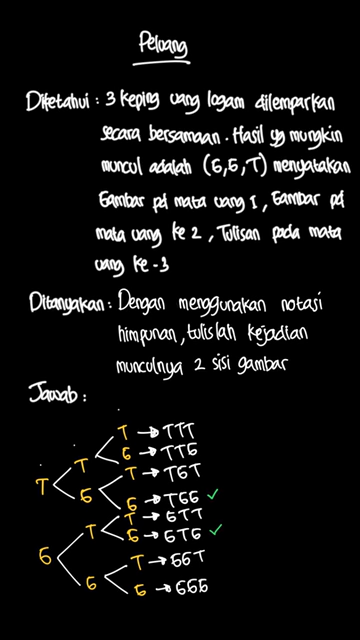 Peluang
Diketahui : 3 keping uang logam dilemparkan
secara bersamaan. Hasil yg mungkin
muncul adalah (G,G,T) menyatakan
Gambar pd mata uang I, Gambar pd
mata uang ke 2, Tulisan pada mata
uang ke-3
Ditanyakan : Dengan menggunakan notasi
himpunan, tulislah kejadian
munculnya 2 sisi gambar
Jawab :
T → TTT
T
G → TTG
T
T → TGT
G
G → TGG ✓
T → GTT
T
G → GTG ✓
G
T → GGT
G
G → GGG